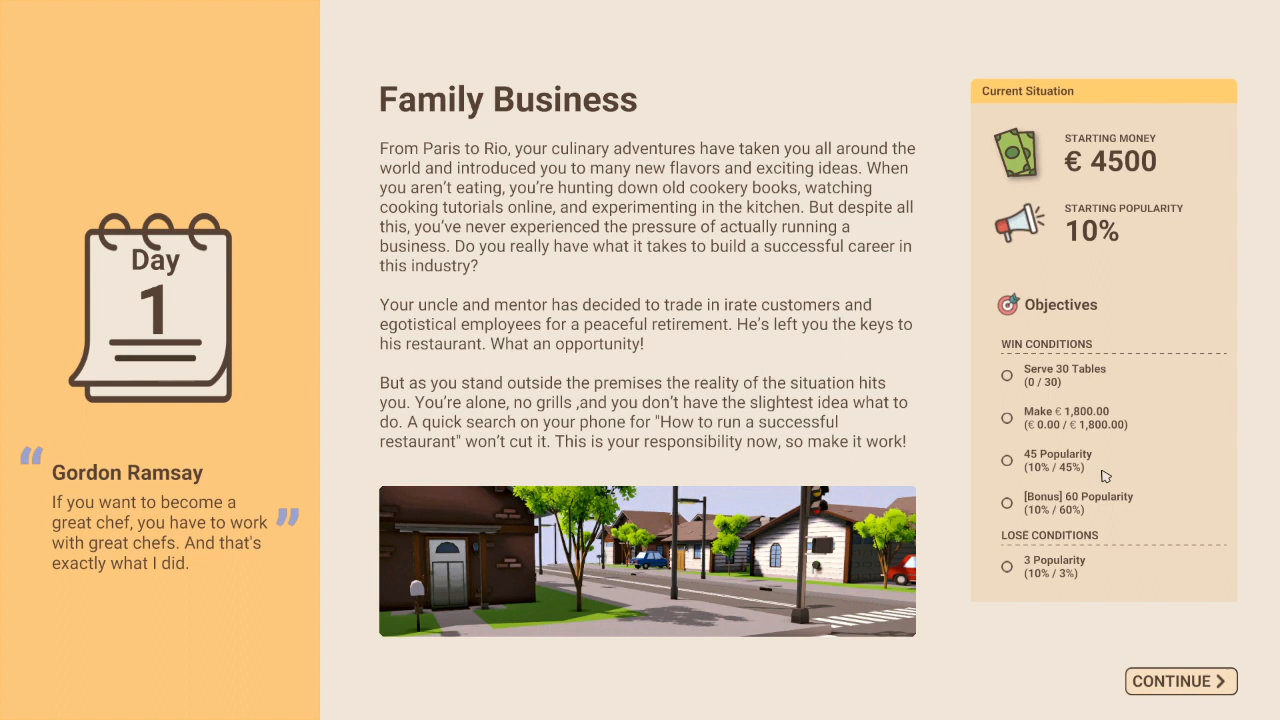 Day
1
“
Gordon Ramsay
If you want to become a
great chef, you have to work
with great chefs. And that's
exactly what I did.
”
Family Business
From Paris to Rio, your culinary adventures have taken you all around the
world and introduced you to many new flavors and exciting ideas. When
you aren’t eating, you’re hunting down old cookery books, watching
cooking tutorials online, and experimenting in the kitchen. But despite all
this, you’ve never experienced the pressure of actually running a
business. Do you really have what it takes to build a successful career in
this industry?
Your uncle and mentor has decided to trade in irate customers and
egotistical employees for a peaceful retirement. He’s left you the keys to
his restaurant. What an opportunity!
But as you stand outside the premises the reality of the situation hits
you. You’re alone, no grills ,and you don’t have the slightest idea what to
do. A quick search on your phone for "How to run a successful
restaurant" won’t cut it. This is your responsibility now, so make it work!
Current Situation
STARTING MONEY
€ 4500
STARTING POPULARITY
10%
Objectives
WIN CONDITIONS
Serve 30 Tables
(0 / 30)
Make € 1,800.00
(€ 0.00 / € 1,800.00)
45 Popularity
(10% / 45%)
[Bonus] 60 Popularity
(10% / 60%)
LOSE CONDITIONS
3 Popularity
(10% / 3%)
CONTINUE